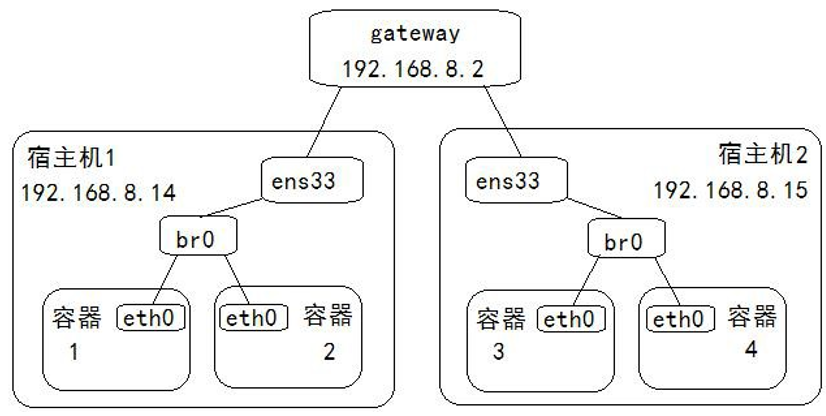 gateway
192.168.8.2
宿主机1
192.168.8.14
ens33
br0
容器
1
eth0
eth0
容器
2
宿主机2
192.168.8.15
ens33
br0
容器
3
eth0
eth0
容器
4